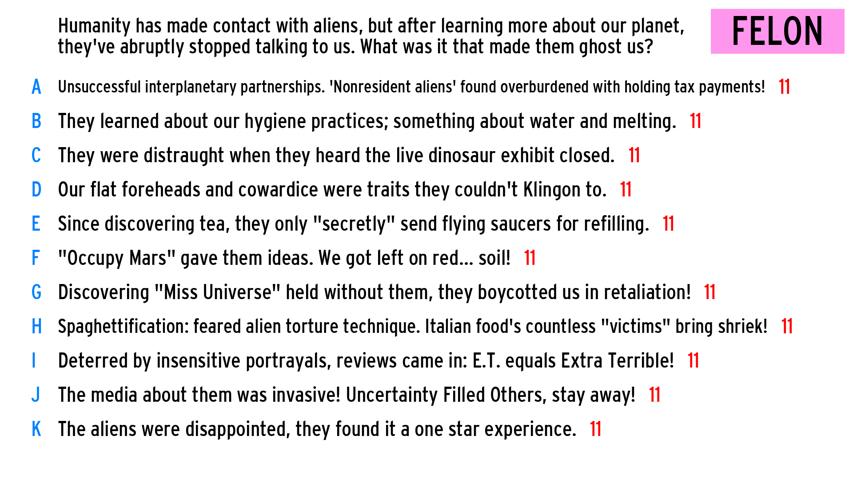 Humanity has made contact with aliens, but after learning more about our planet,
they've abruptly stopped talking to us. What was it that made them ghost us?
FELON
A Unsuccessful interplanetary partnerships. 'Nonresident aliens' found overburdened with holding tax payments! 11
B They learned about our hygiene practices; something about water and melting. 11
C They were distraught when they heard the live dinosaur exhibit closed. 11
D Our flat foreheads and cowardice were traits they couldn't Klingon to. 11
E Since discovering tea, they only "secretly" send flying saucers for refilling. 11
F "Occupy Mars" gave them ideas. We got left on red... soil! 11
G Discovering "Miss Universe" held without them, they boycotted us in retaliation! 11
H Spaghettification: feared alien torture technique. Italian food's countless "victims" bring shriek! 11
I Deterred by insensitive portrayals, reviews came in: E.T. equals Extra Terrible! 11
J The media about them was invasive! Uncertainty Filled Others, stay away! 11
K The aliens were disappointed, they found it a one star experience. 11